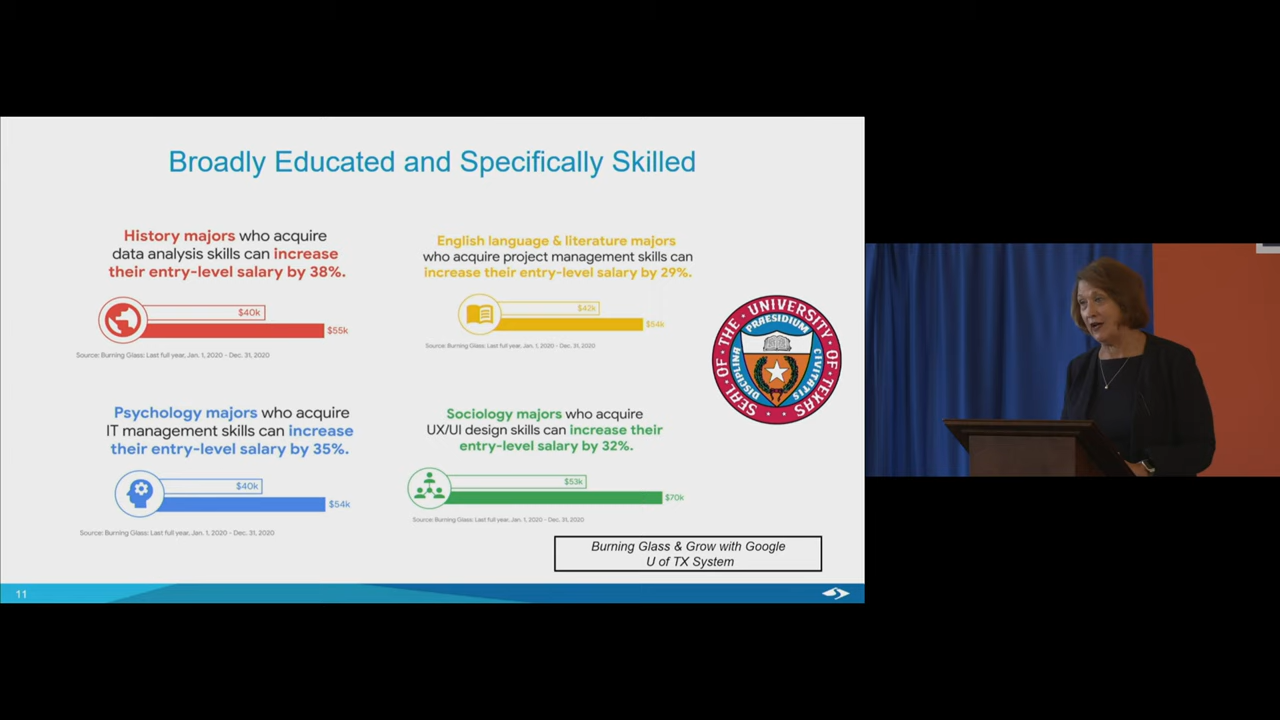 Broadly Educated and Specifically Skilled
History majors who acquire
data analysis skills can increase
their entry-level salary by 38%.
$40k
$55k
Source: Burning Glass: Last full year, Jan. 1, 2020 - Dec. 31, 2020
English language & literature majors
who acquire project management skills can
increase their entry-level salary by 29%.
$42k
$54k
Source: Burning Glass: Last full year, Jan. 1, 2020 - Dec. 31, 2020
SEAL OF THE UNIVERSITY OF TEXAS
PRAESIDIUM
DISCIPLINA
CIVITATIS
Psychology majors who acquire
IT management skills can increase
their entry-level salary by 35%.
$40k
$54k
Source: Burning Glass: Last full year, Jan. 1, 2020 - Dec. 31, 2020
Sociology majors who acquire
UX/UI design skills can increase their
entry-level salary by 32%.
$53k
$70k
Source: Burning Glass: Last full year, Jan. 1, 2020 - Dec. 31, 2020
Burning Glass & Grow with Google
U of TX System
11